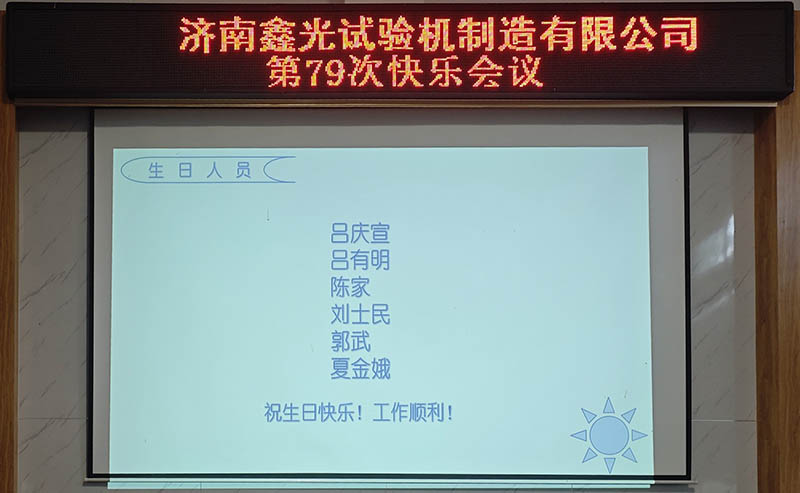 济南鑫光试验机制造有限公司
第79次快乐会议
生日人员
吕庆宣
吕有明
陈家
刘士民
郭武
夏金娥
祝生日快乐！工作顺利！